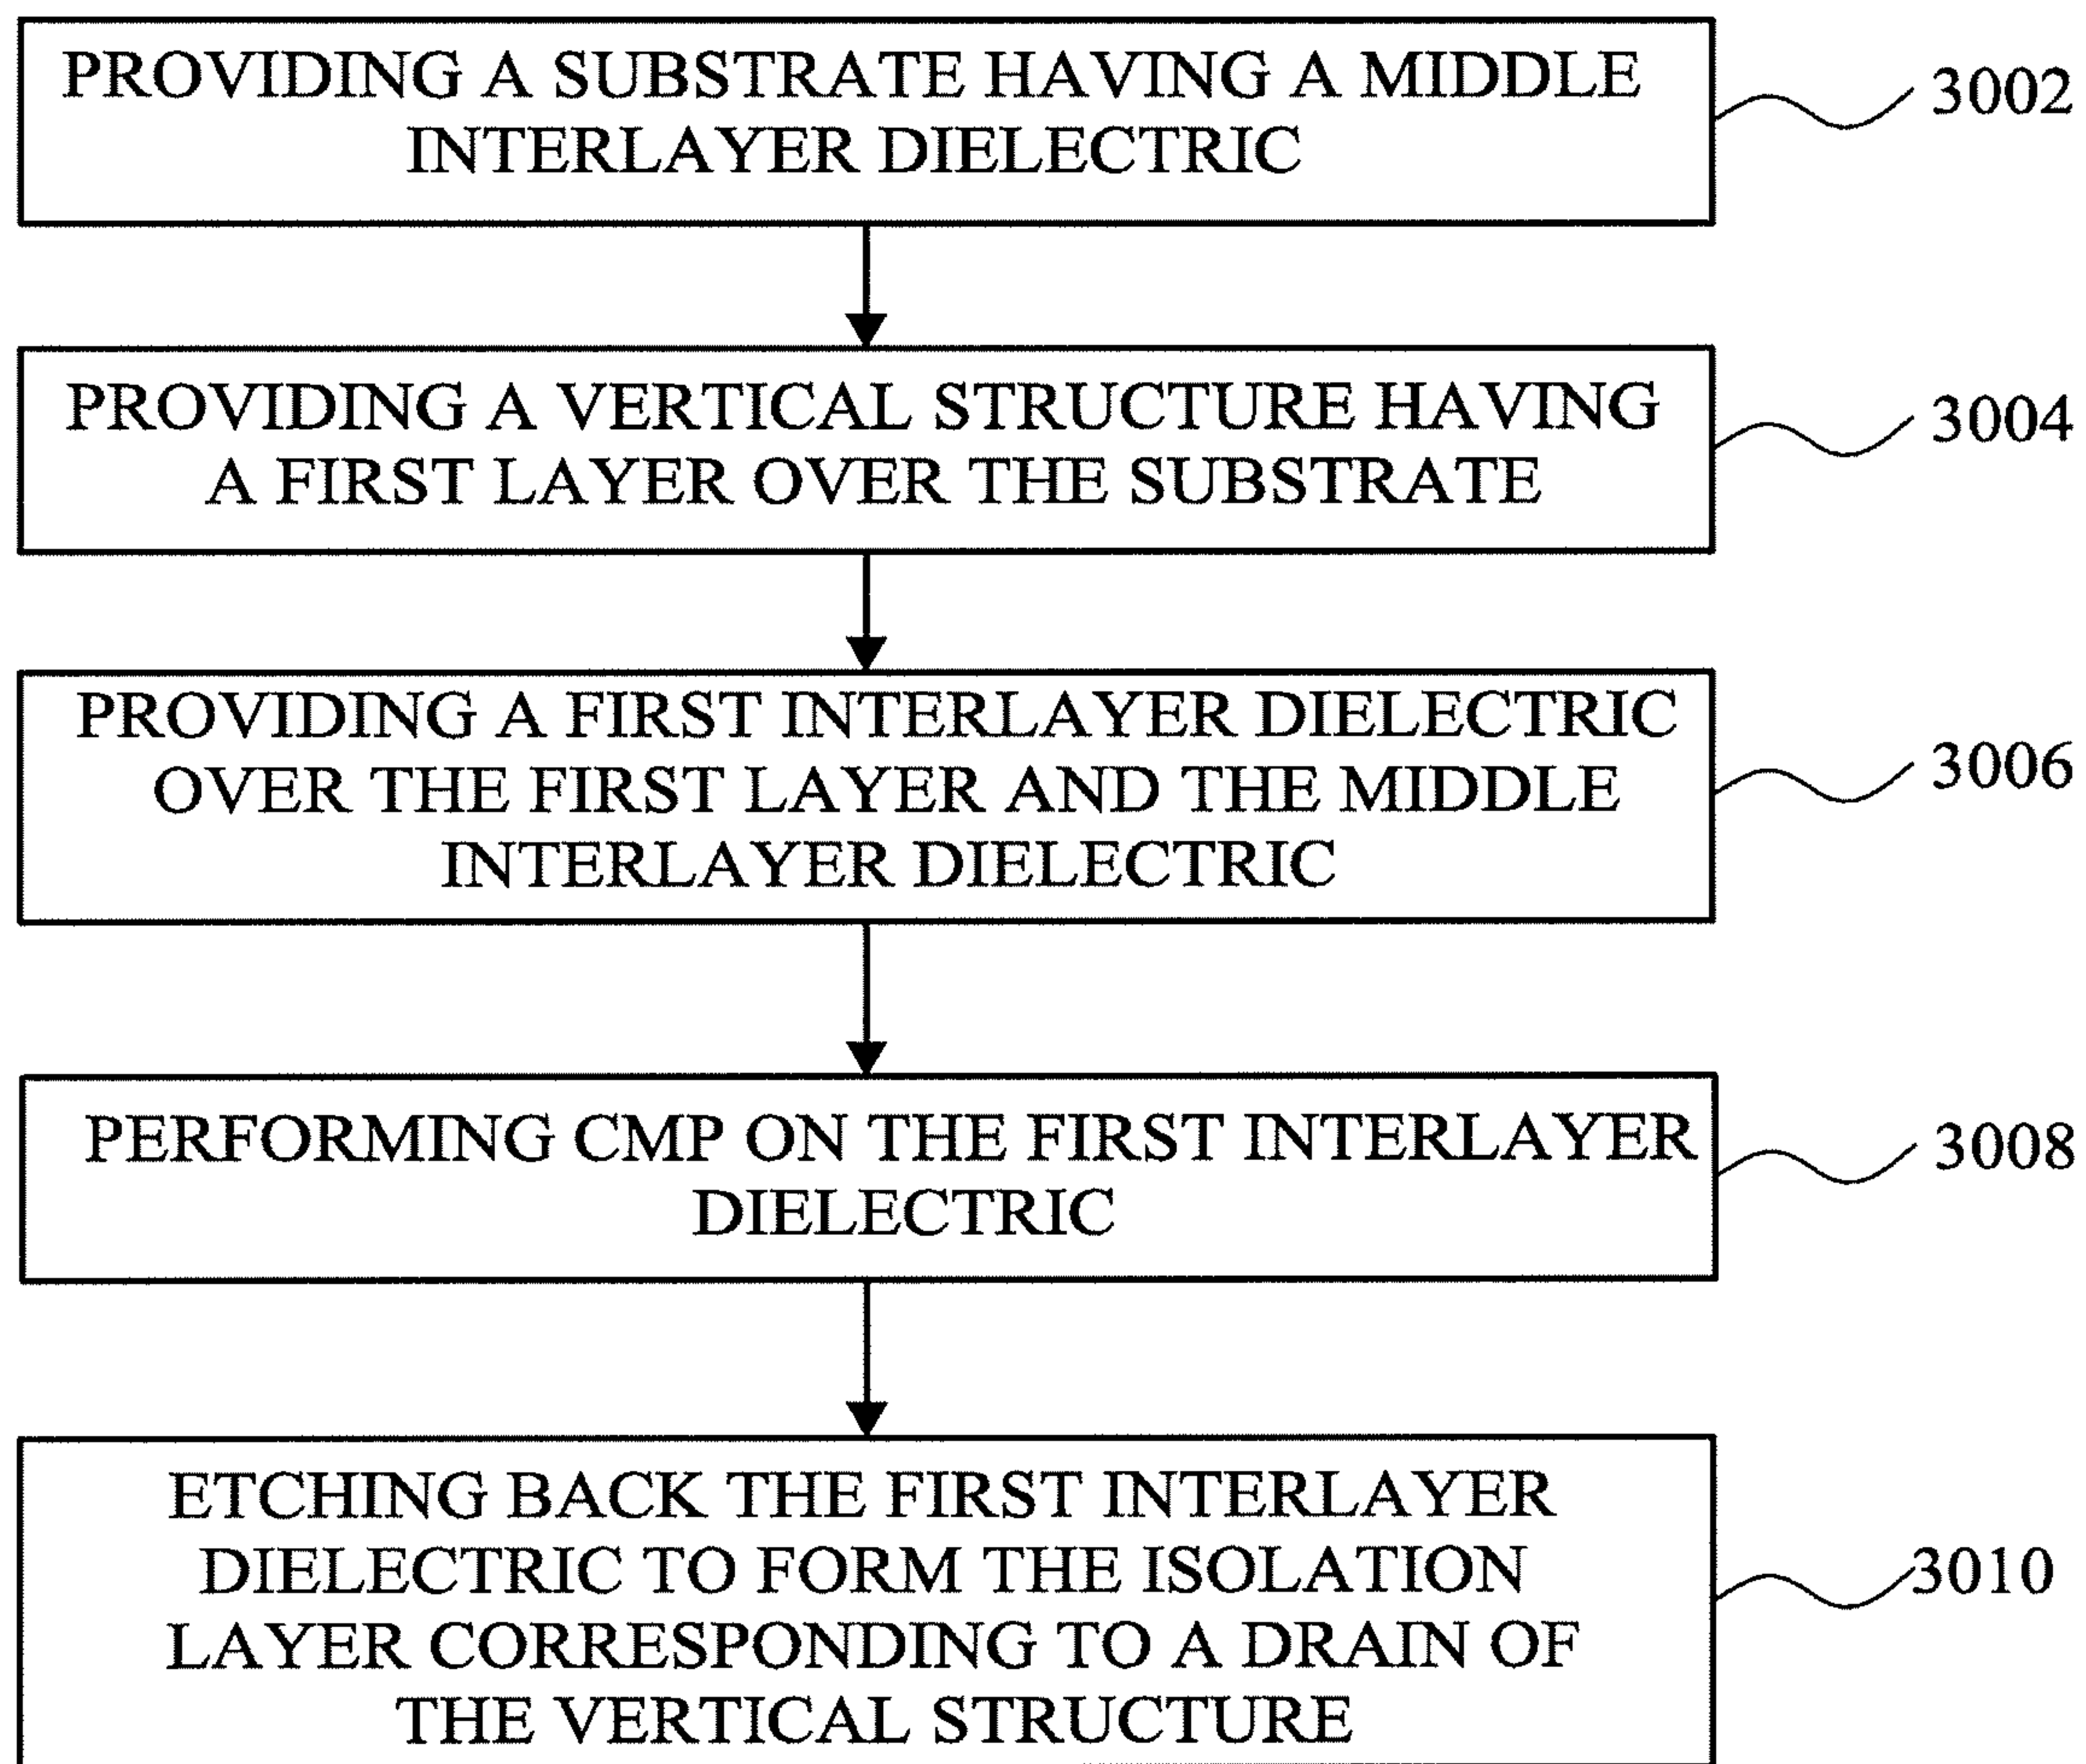 PROVIDING A SUBSTRATE HAVING A MIDDLE
INTERLAYER DIELECTRIC
3002
PROVIDING A VERTICAL STRUCTURE HAVING
A FIRST LAYER OVER THE SUBSTRATE
3004
PROVIDING A FIRST INTERLAYER DIELECTRIC
OVER THE FIRST LAYER AND THE MIDDLE
INTERLAYER DIELECTRIC
3006
PERFORMING CMP ON THE FIRST INTERLAYER
DIELECTRIC
3008
ETCHING BACK THE FIRST INTERLAYER
DIELECTRIC TO FORM THE ISOLATION
LAYER CORRESPONDING TO A DRAIN OF
THE VERTICAL STRUCTURE
3010